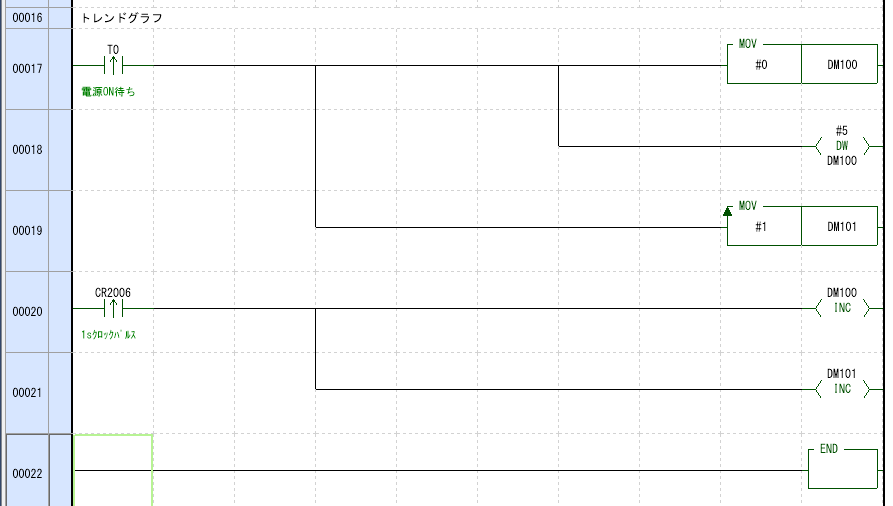 00016 トレンドグラフ
T0 MOV
00017 #0 DM100
電源ON待ち
#5
00018 DW
DM100
MOV
00019 #1 DM101
CR2006 DM100
00020 INC
1sクロックパルス
DM101
00021 INC
END
00022